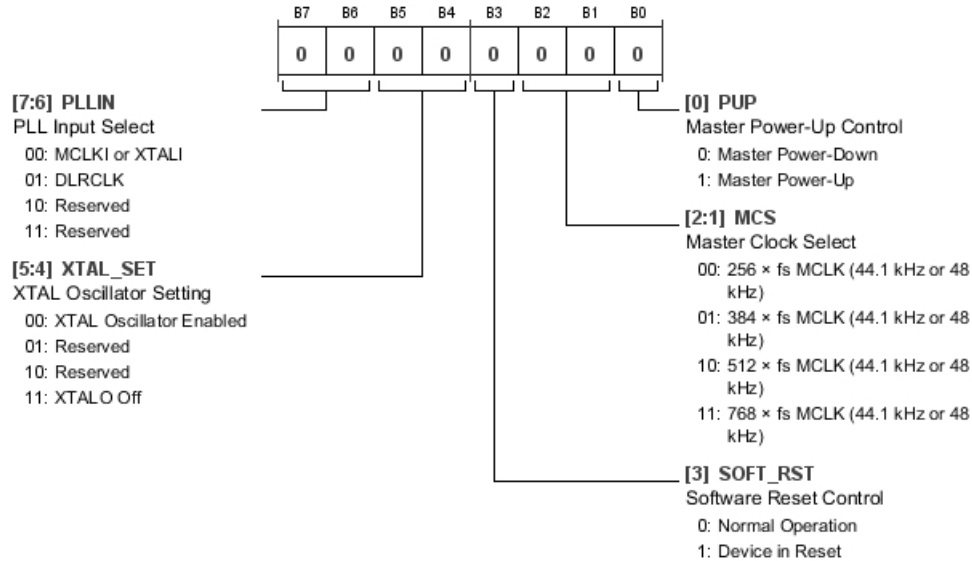 B7 B6 B5 B4 B3 B2 B1 B0
0 0 0 0 0 0 0 0
[7:6] PLLIN
PLL Input Select
00: MCLKI or XTALI
01: DLRCLK
10: Reserved
11: Reserved
[5:4] XTAL_SET
XTAL Oscillator Setting
00: XTAL Oscillator Enabled
01: Reserved
10: Reserved
11: XTALO Off
[0] PUP
Master Power-Up Control
0: Master Power-Down
1: Master Power-Up
[2:1] MCS
Master Clock Select
00: 256 × fs MCLK (44.1 kHz or 48
kHz)
01: 384 × fs MCLK (44.1 kHz or 48
kHz)
10: 512 × fs MCLK (44.1 kHz or 48
kHz)
11: 768 × fs MCLK (44.1 kHz or 48
kHz)
[3] SOFT_RST
Software Reset Control
0: Normal Operation
1: Device in Reset